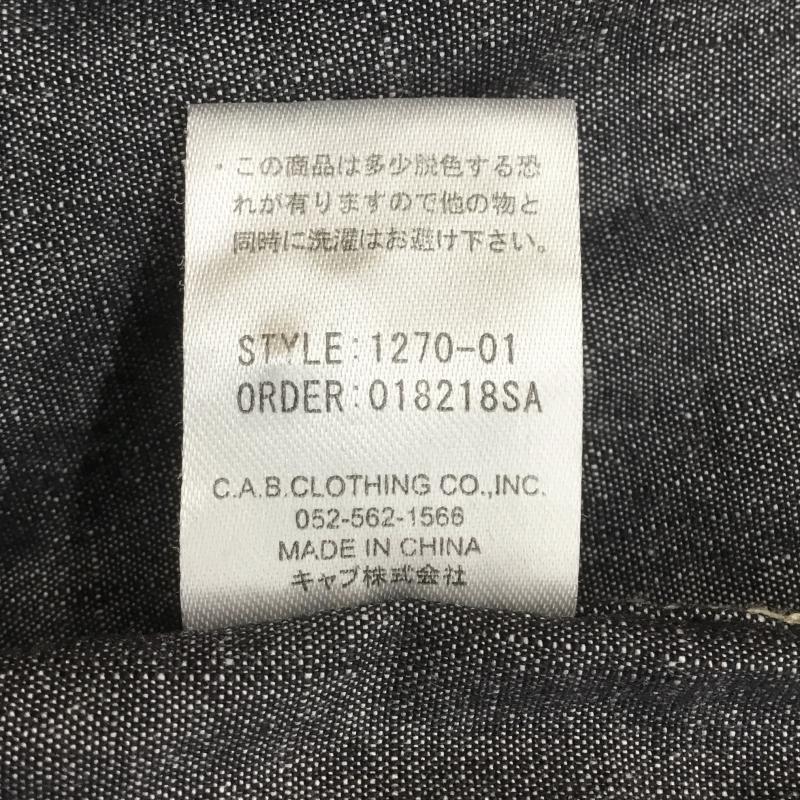 ・この商品は多少脱色する恐
れが有りますので他の物と
同時に洗濯はお避け下さい。
STYLE:1270-01
ORDER:018218SA
C.A.B.CLOTHING CO.,INC.
052-562-1566
MADE IN CHINA
キャブ株式会社